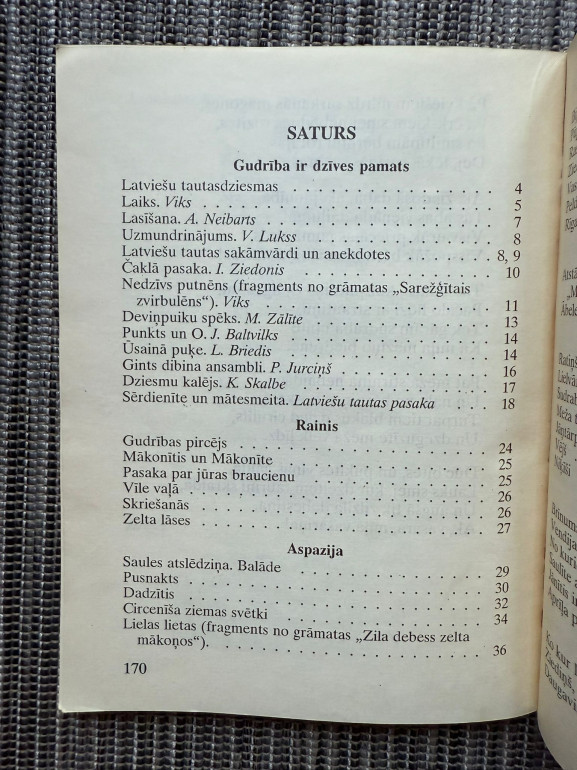 SATURS
Gudrība ir dzīves pamats
Latviešu tautasdziesmas . . . . . . . . . . . . . . . . 4
Laiks. Viks . . . . . . . . . . . . . . . . 5
Lasīšana. A. Neibarts . . . . . . . . . . . . . . . . 7
Uzmundrinājums. V. Lukss . . . . . . . . . . . . . . . . 8
Latviešu tautas sakāmvārdi un anekdotes . . . . . . . 8, 9
Čaklā pasaka. I. Ziedonis . . . . . . . . . . . . . . . . 10
Nedzīvs putnēns (fragments no grāmatas „Sarežģītais
zvirbulēns“). Viks . . . . . . . . . . . . . . . . 11
Deviņpuiku spēks. M. Zālīte . . . . . . . . . . . . . . 13
Punkts un O. J. Baltvilks . . . . . . . . . . . . . . . . 14
Ūsainā puķe. L. Briedis . . . . . . . . . . . . . . . . 14
Gints dibina ansambli. P. Jurciņš . . . . . . . . . . . . 16
Dziesmu kalējs. K. Skalbe . . . . . . . . . . . . . . . 17
Sērdienīte un mātesmeita. Latviešu tautas pasaka . . . . 18
Rainis
Gudrības pircējs . . . . . . . . . . . . . . . . 24
Mākonītis un Mākonīte . . . . . . . . . . . . . . . . 25
Pasaka par jūras braucienu . . . . . . . . . . . . . . 25
Vīle vaļā . . . . . . . . . . . . . . . . 26
Skriešanās . . . . . . . . . . . . . . . . 26
Zelta lāses . . . . . . . . . . . . . . . . 27
Aspazija
Saules atslēdziņa. Balāde . . . . . . . . . . . . . . . 29
Pusnakts . . . . . . . . . . . . . . . . 30
Dadzītis . . . . . . . . . . . . . . . . 32
Circenīša ziemas svētki . . . . . . . . . . . . . . . . 34
Lielas lietas (fragments no grāmatas „Zila debess zelta
mākoņos“). . . . . . . . . . . . . . . . 36
170